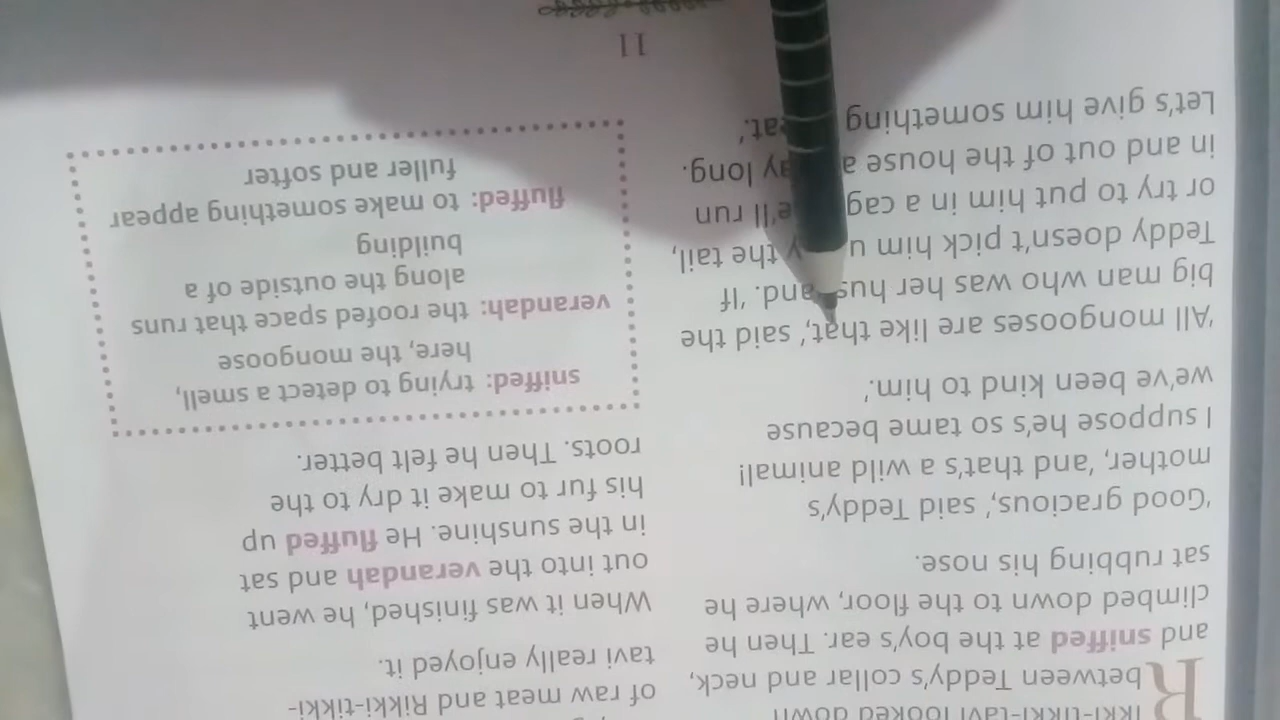 Rikki-tikki-tavi looked down
between Teddy's collar and neck,
and sniffed at the boy's ear. Then he
climbed down to the floor, where he
sat rubbing his nose.
'Good gracious,' said Teddy's
mother, 'and that's a wild animal!
I suppose he's so tame because
we've been kind to him.'
'All mongooses are like that,' said the
big man who was her husband. 'If
Teddy doesn't pick him the tail,
or try to put him in a run
in and out of the house long.
Let's give him something
of raw meat and Rikki-tikki-
tavi really enjoyed it.
When it was finished, he went
out into the verandah and sat
in the sunshine. He fluffed up
his fur to make it dry to the
roots. Then he felt better.
sniffed: trying to detect a smell,
here, the mongoose
verandah: the roofed space that runs
along the outside of a
building
fluffed: to make something appear
fuller and softer
11